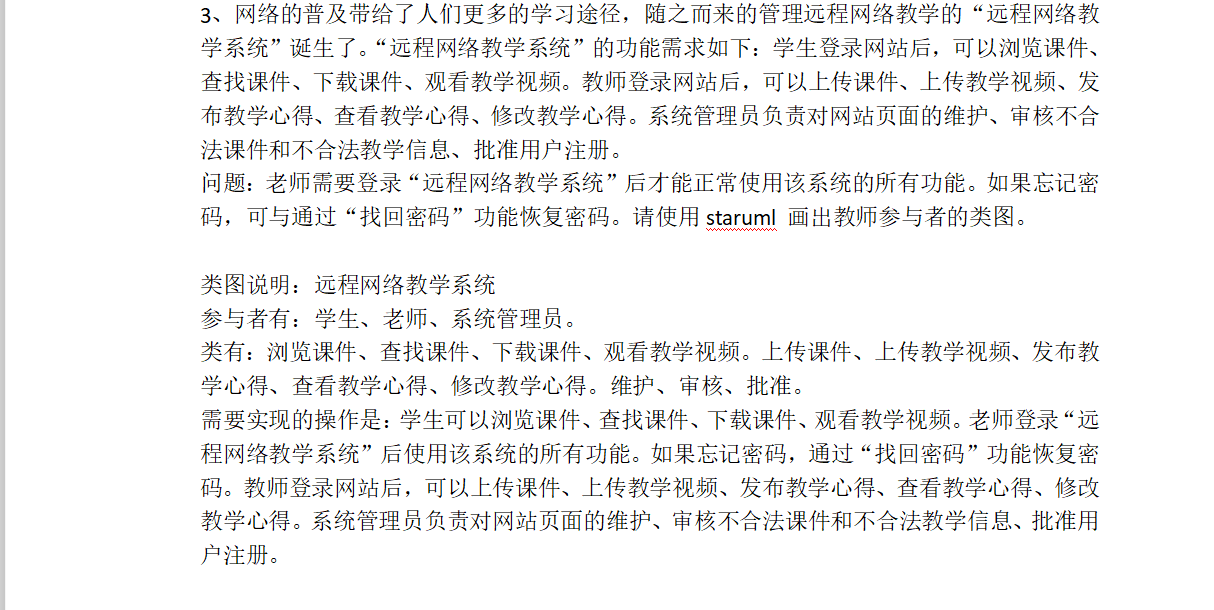 3、网络的普及带给了人们更多的学习途径，随之而来的管理远程网络教学的“远程网络教
学系统”诞生了。“远程网络教学系统”的功能需求如下：学生登录网站后，可以浏览课件、
查找课件、下载课件、观看教学视频。教师登录网站后，可以上传课件、上传教学视频、发
布教学心得、查看教学心得、修改教学心得。系统管理员负责对网站页面的维护、审核不合
法课件和不合法教学信息、批准用户注册。
问题：老师需要登录“远程网络教学系统”后才能正常使用该系统的所有功能。如果忘记密
码，可与通过“找回密码”功能恢复密码。请使用 staruml 画出教师参与者的类图。
类图说明：远程网络教学系统
参与者有：学生、老师、系统管理员。
类有：浏览课件、查找课件、下载课件、观看教学视频。上传课件、上传教学视频、发布教
学心得、查看教学心得、修改教学心得。维护、审核、批准。
需要实现的操作是：学生可以浏览课件、查找课件、下载课件、观看教学视频。老师登录“远
程网络教学系统”后使用该系统的所有功能。如果忘记密码，通过“找回密码”功能恢复密
码。教师登录网站后，可以上传课件、上传教学视频、发布教学心得、查看教学心得、修改
教学心得。系统管理员负责对网站页面的维护、审核不合法课件和不合法教学信息、批准用
户注册。